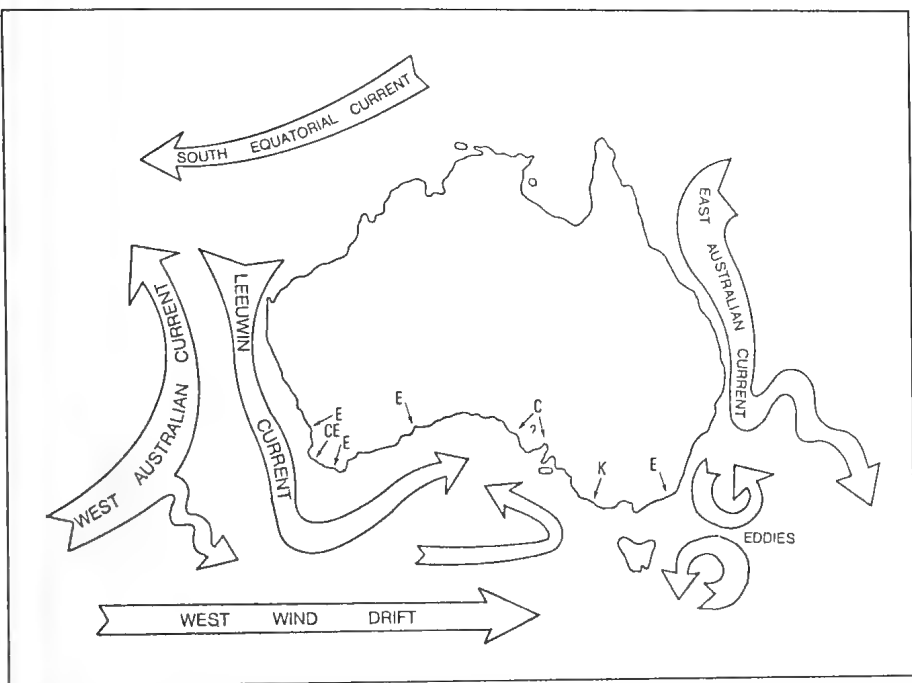 SOUTH EQUATORIAL CURRENT
LEEUWIN CURRENT
WEST AUSTRALIAN CURRENT
EAST AUSTRALIAN CURRENT
E
CE
E
E
C
?
K
E
EDDIES
WEST WIND DRIFT